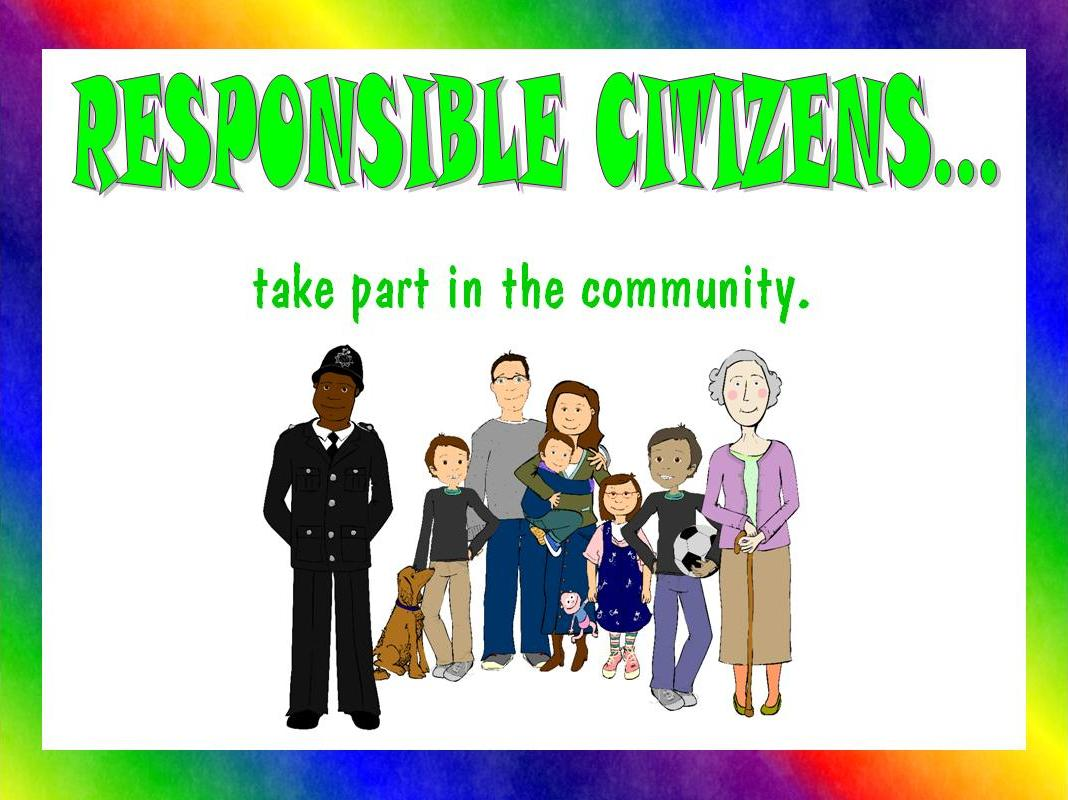 RESPONSIBLE CITIZENS...
take part in the community.